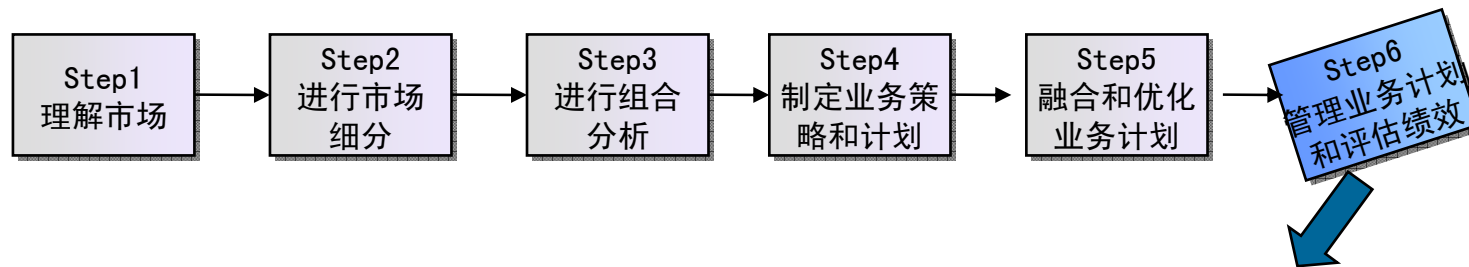 Step1
理解市场
Step2
进行市场
细分
Step3
进行组合
分析
Step4
制定业务策
略和计划
Step5
融合和优化
业务计划
Step6
管理业务计划
和评估绩效